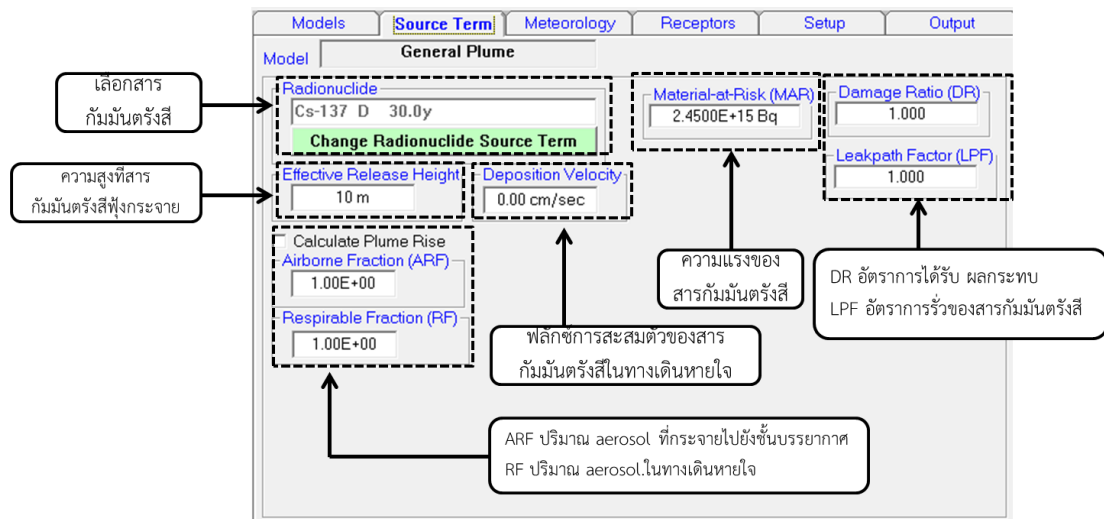 Models Source Term Meteorology Receptors Setup Output
Model General Plume
เลือกสาร
กัมมันตรังสี
Radionuclide
Cs-137 D 30.0y
Change Radionuclide Source Term
Material-at-Risk (MAR)
2.4500E+15 Bq
Damage Ratio (DR)
1.000
Leakpath Factor (LPF)
1.000
ความสูงที่สาร
กัมมันตรังสีฟุ้งกระจาย
Effective Release Height
10 m
Deposition Velocity
0.00 cm/sec
Calculate Plume Rise
Airborne Fraction (ARF)
1.00E+00
Respirable Fraction (RF)
1.00E+00
ความแรงของ
สารกัมมันตรังสี
DR อัตราการได้รับ ผลกระทบ
LPF อัตราการรั่วของสารกัมมันตรังสี
ฟลักซ์การสะสมตัวของสาร
กัมมันตรังสีในทางเดินหายใจ
ARF ปริมาณ aerosol ที่กระจายไปยังชั้นบรรยากาศ
RF ปริมาณ aerosol.ในทางเดินหายใจ